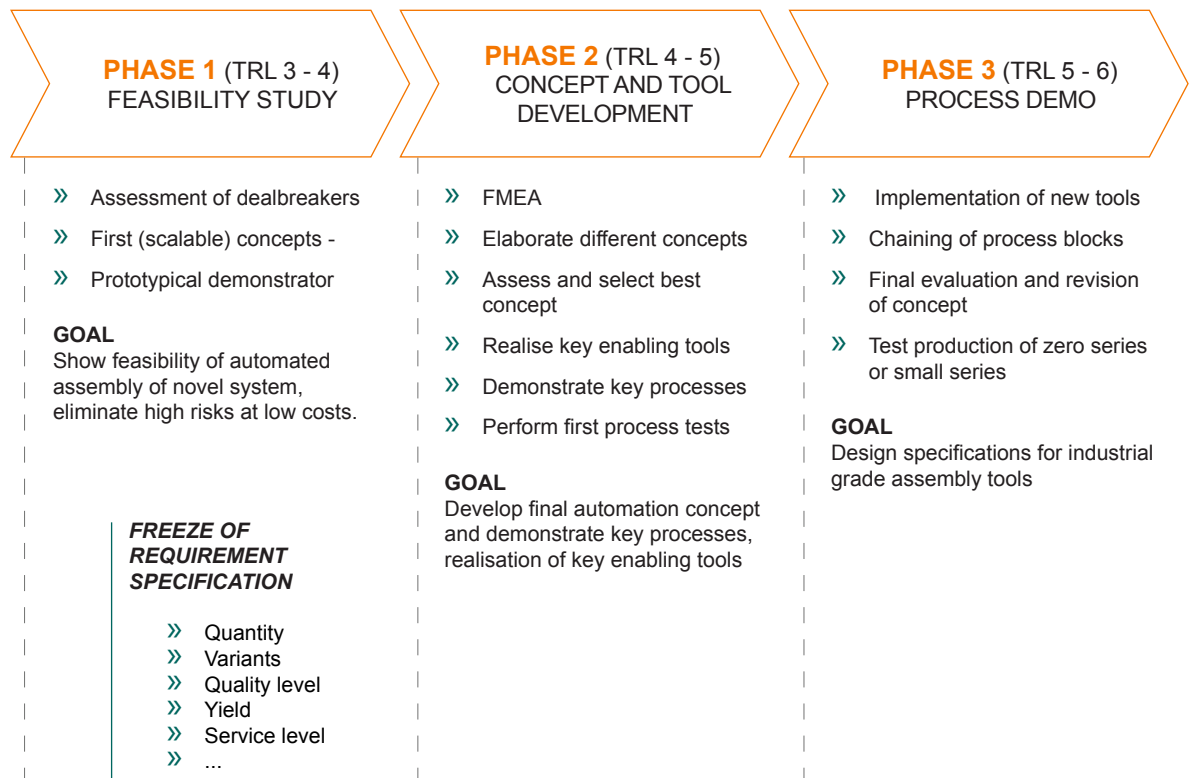 PHASE 1 (TRL 3 - 4)
FEASIBILITY STUDY
» Assessment of dealbreakers
» First (scalable) concepts -
» Prototypical demonstrator
GOAL
Show feasibility of automated
assembly of novel system,
eliminate high risks at low costs.
FREEZE OF
REQUIREMENT
SPECIFICATION
» Quantity
» Variants
» Quality level
» Yield
» Service level
» ...
PHASE 2 (TRL 4 - 5)
CONCEPT AND TOOL
DEVELOPMENT
» FMEA
» Elaborate different concepts
» Assess and select best
concept
» Realise key enabling tools
» Demonstrate key processes
» Perform first process tests
GOAL
Develop final automation concept
and demonstrate key processes,
realisation of key enabling tools
PHASE 3 (TRL 5 - 6)
PROCESS DEMO
» Implementation of new tools
» Chaining of process blocks
» Final evaluation and revision
of concept
» Test production of zero series
or small series
GOAL
Design specifications for industrial
grade assembly tools